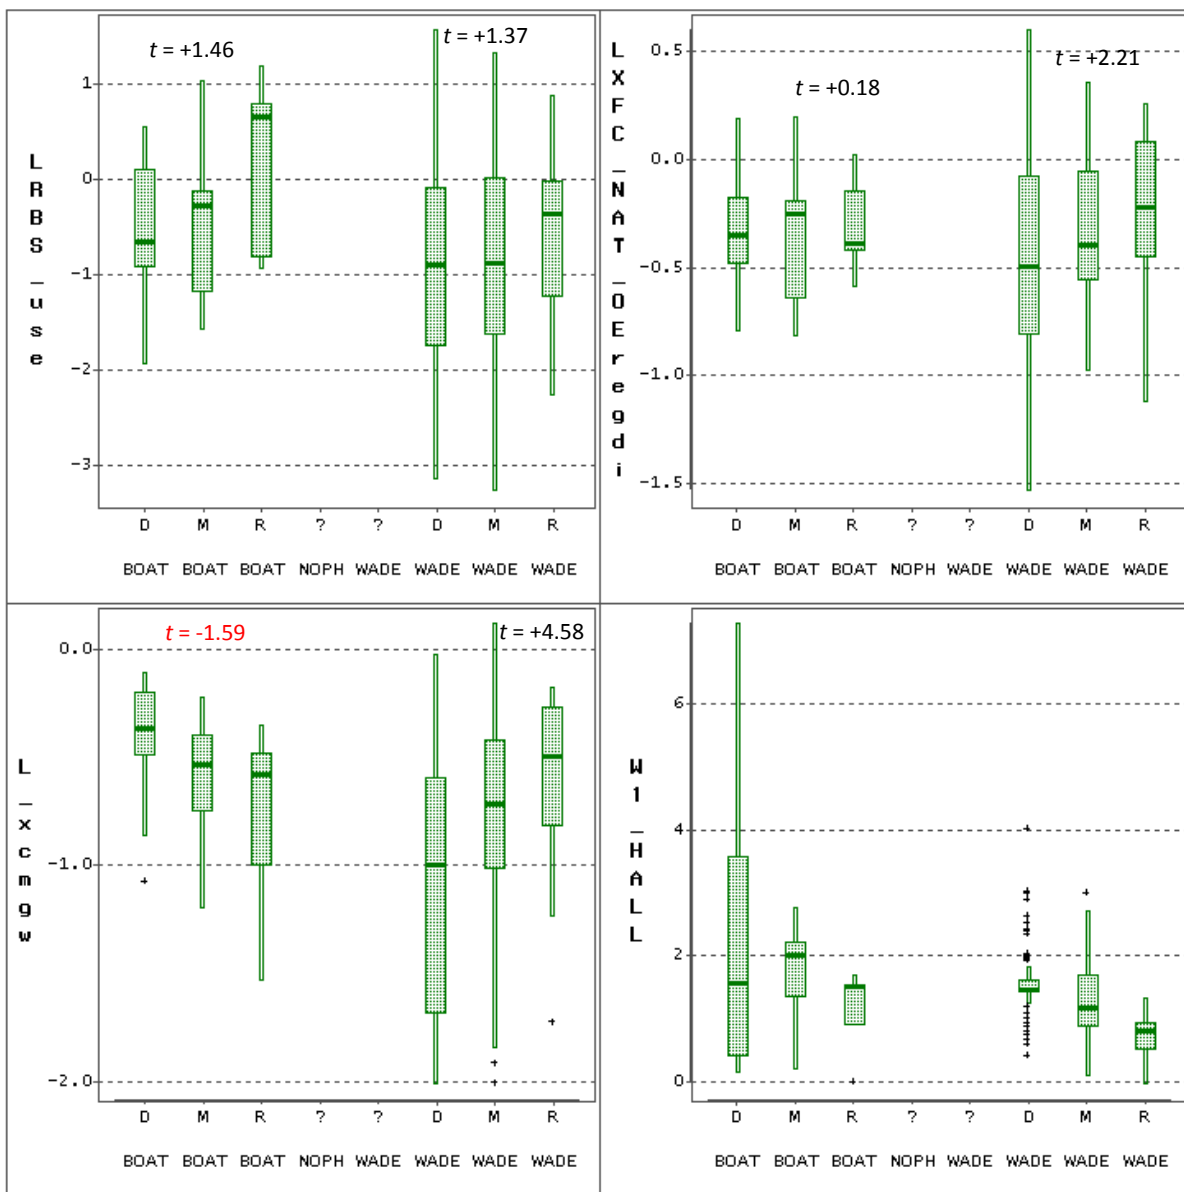 LRBS_use
t = +1.46
t = +1.37
1
0
-1
-2
-3
D M R ? ? D M R
BOAT BOAT BOAT NOPH WADE WADE WADE WADE
LXFC_NAT_OEregdi
t = +0.18
t = +2.21
0.5
0.0
-0.5
-1.0
-1.5
D M R ? ? D M R
BOAT BOAT BOAT NOPH WADE WADE WADE WADE
L_xcmgw
t = -1.59
t = +4.58
0.0
-1.0
-2.0
D M R ? ? D M R
BOAT BOAT BOAT NOPH WADE WADE WADE WADE
W1_HALL
6
4
2
0
D M R ? ? D M R
BOAT BOAT BOAT NOPH WADE WADE WADE WADE